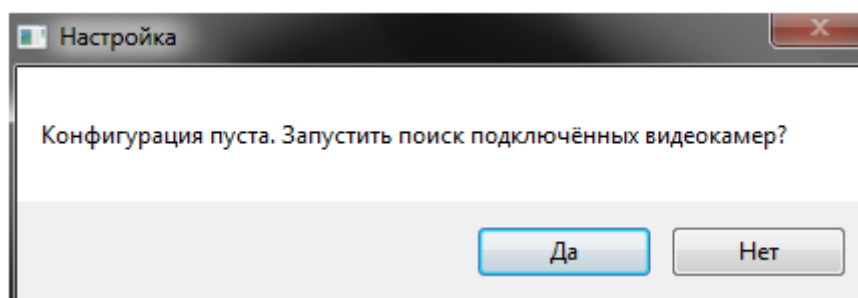 Настройка
Конфигурация пуста. Запустить поиск подключённых видеокамер?
Да
Нет